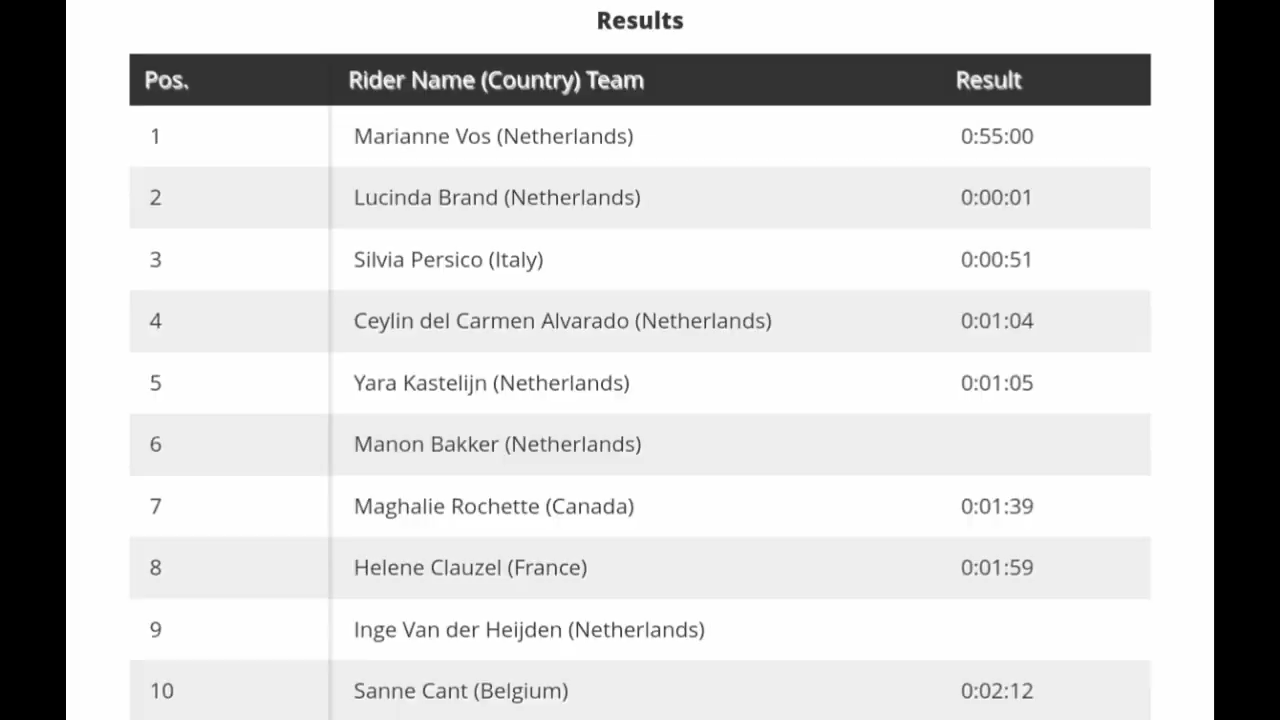 Results
Pos. Rider Name (Country) Team Result
1 Marianne Vos (Netherlands) 0:55:00
2 Lucinda Brand (Netherlands) 0:00:01
3 Silvia Persico (Italy) 0:00:51
4 Ceylin del Carmen Alvarado (Netherlands) 0:01:04
5 Yara Kastelijn (Netherlands) 0:01:05
6 Manon Bakker (Netherlands)
7 Maghalie Rochette (Canada) 0:01:39
8 Helene Clauzel (France) 0:01:59
9 Inge Van der Heijden (Netherlands)
10 Sanne Cant (Belgium) 0:02:12